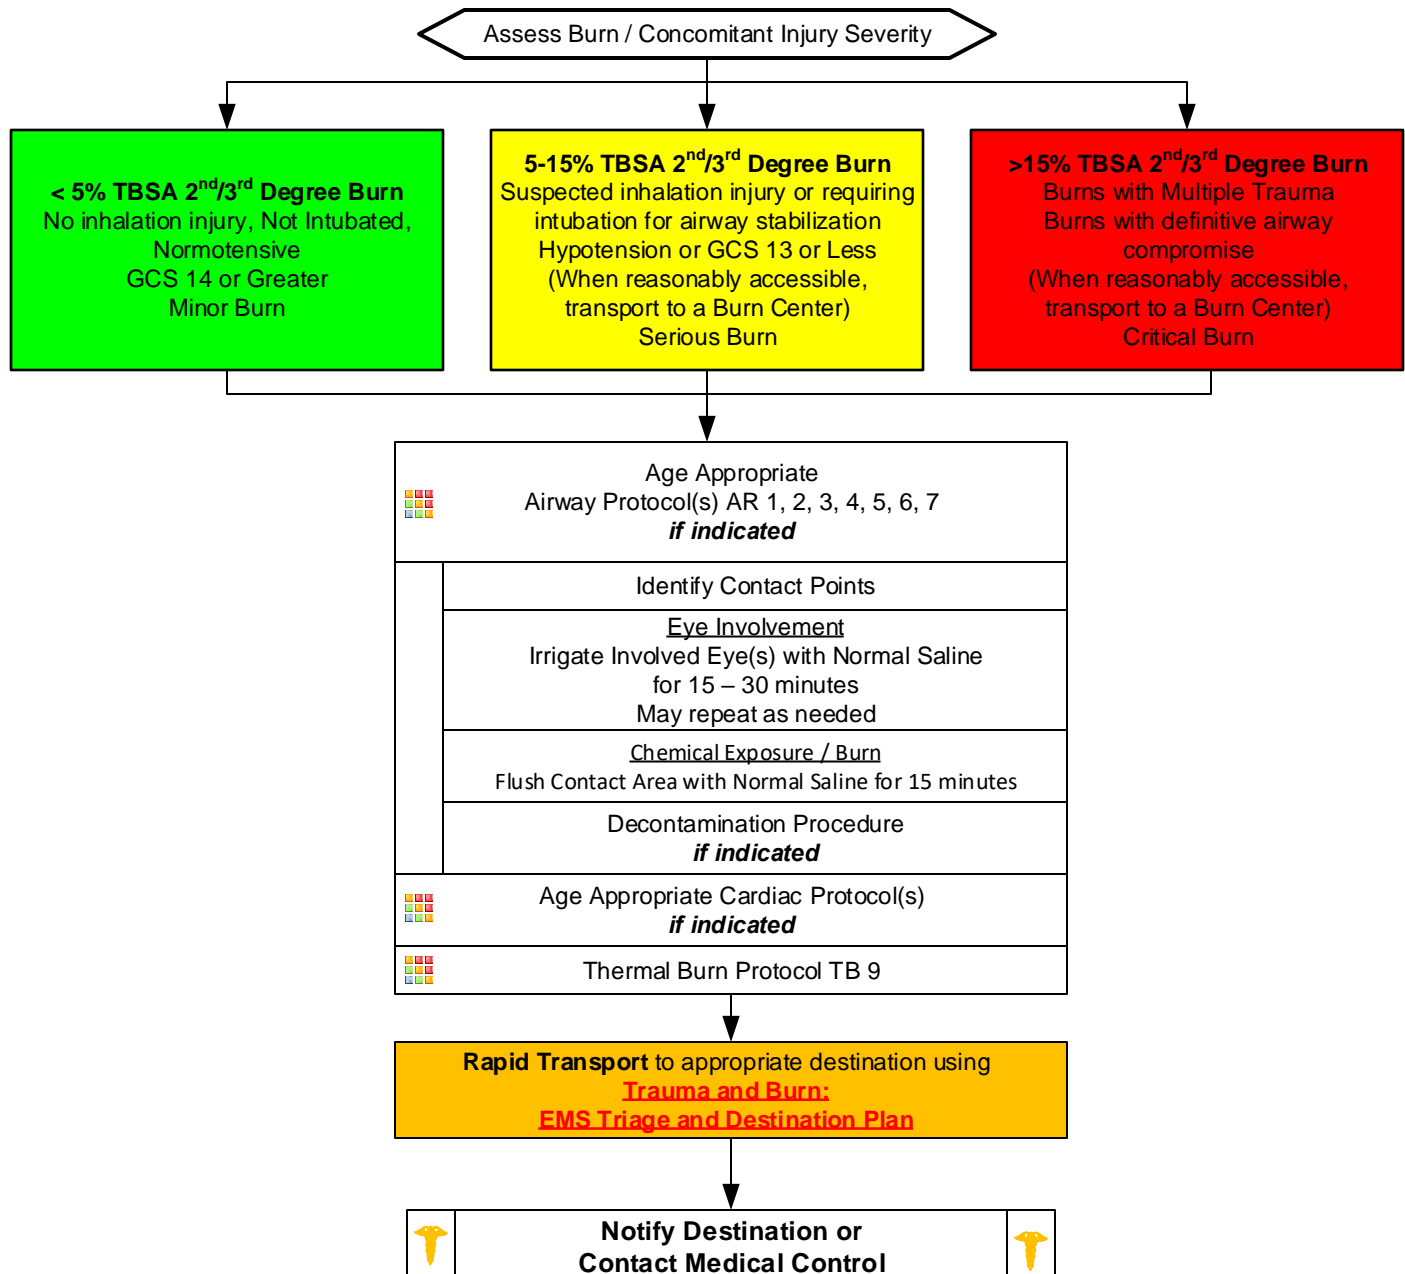 Assess Burn / Concomitant Injury Severity
< 5% TBSA 2nd/3rd Degree Burn
No inhalation injury, Not Intubated,
Normotensive
GCS 14 or Greater
Minor Burn
5-15% TBSA 2nd/3rd Degree Burn
Suspected inhalation injury or requiring
intubation for airway stabilization
Hypotension or GCS 13 or Less
(When reasonably accessible,
transport to a Burn Center)
Serious Burn
>15% TBSA 2nd/3rd Degree Burn
Burns with Multiple Trauma
Burns with definitive airway
compromise
(When reasonably accessible,
transport to a Burn Center)
Critical Burn
Age Appropriate
Airway Protocol(s) AR 1, 2, 3, 4, 5, 6, 7
if indicated
Identify Contact Points
Eye Involvement
Irrigate Involved Eye(s) with Normal Saline
for 15 – 30 minutes
May repeat as needed
Chemical Exposure / Burn
Flush Contact Area with Normal Saline for 15 minutes
Decontamination Procedure
if indicated
Age Appropriate Cardiac Protocol(s)
if indicated
Thermal Burn Protocol TB 9
Rapid Transport to appropriate destination using
Trauma and Burn:
EMS Triage and Destination Plan
Notify Destination or
Contact Medical Control